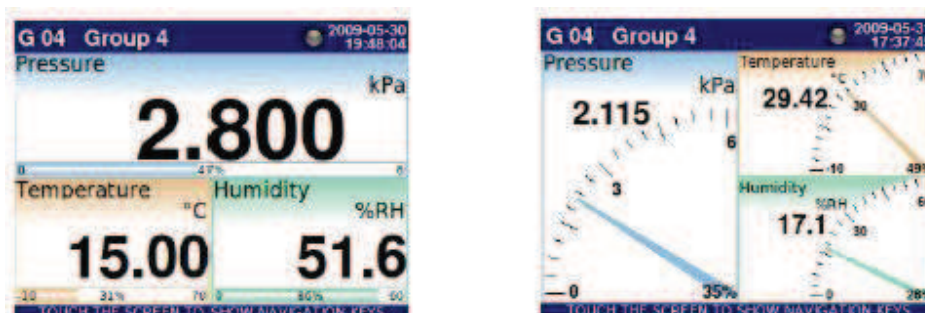 G 04 Group 4
2009-05-30
19:48:04
Pressure
kPa
2.800
0 47% 6
Temperature
°C
15.00
-10 31% 70
Humidity
%RH
51.6
0 86% 60
TOUCH THE SCREEN TO SHOW NAVIGATION KEYS
G 04 Group 4
17:37:4
Pressure
kPa
2.115
6
3
0
35%
Temperature
°C
29.42
30
-10
49%
Humidity
%RH
17.1
30
0
28%
TOUCH THE SCREEN TO SHOW NAVIGATION KEYS